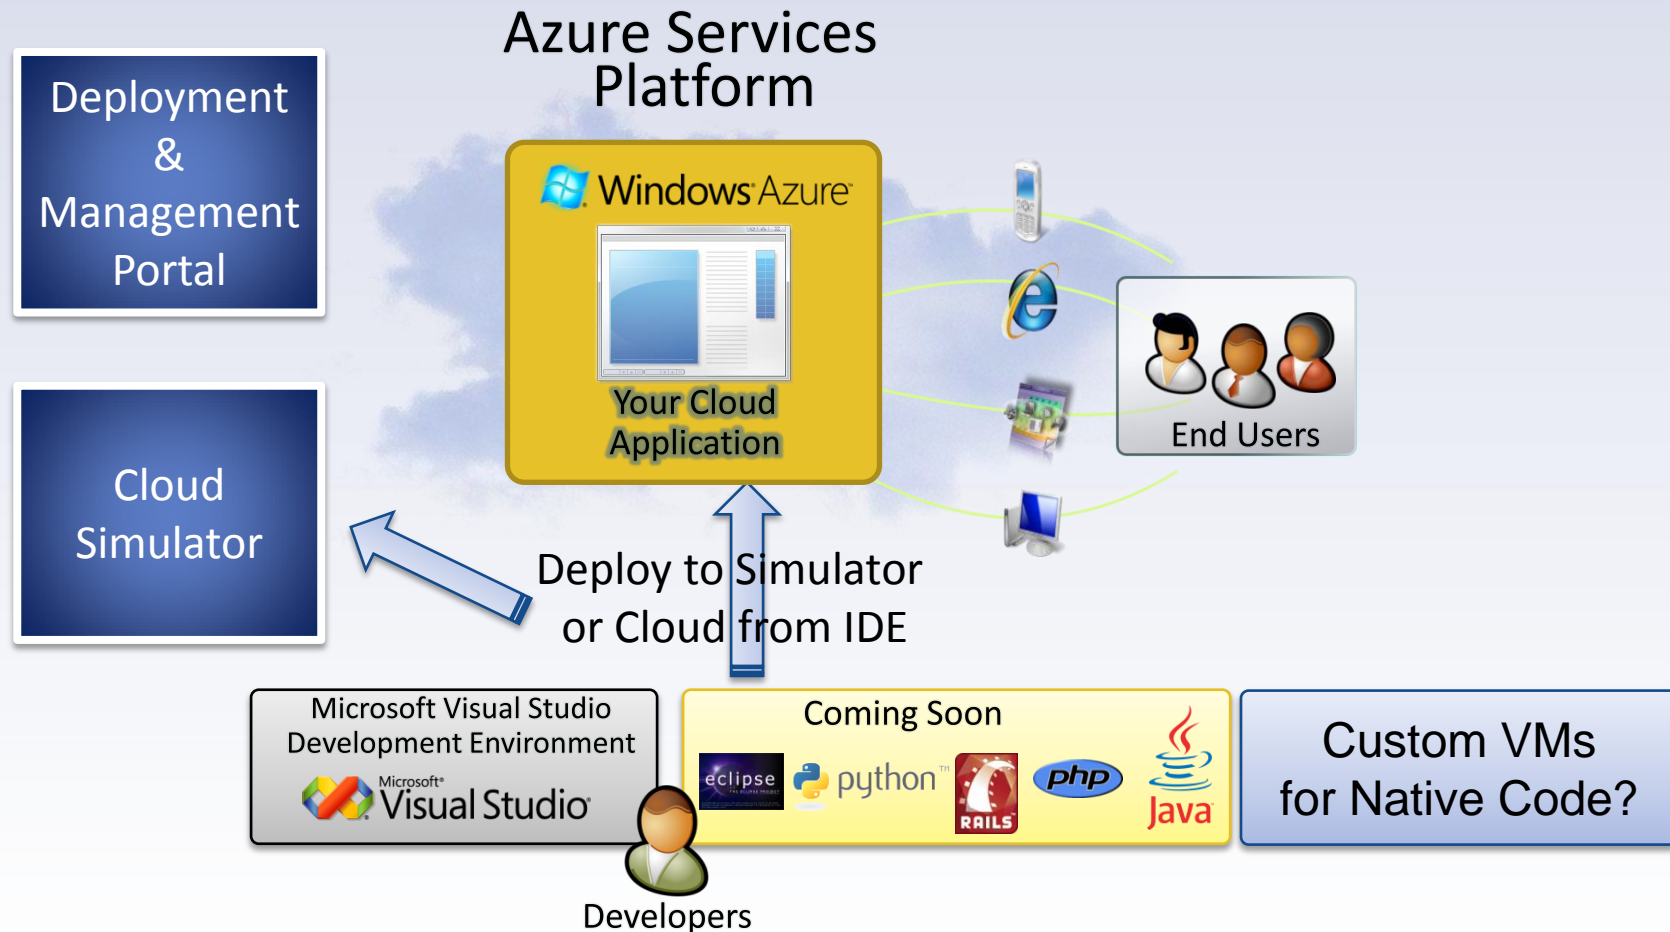 Azure Services
Platform
Deployment
&
Management
Portal
Windows Azure™
Your Cloud
Application
End Users
Cloud
Simulator
Deploy to Simulator
or Cloud from IDE
Microsoft Visual Studio
Development Environment
Microsoft®
Visual Studio®
Coming Soon
eclipse
python™
RAILS
php
Java
Custom VMs
for Native Code?
Developers